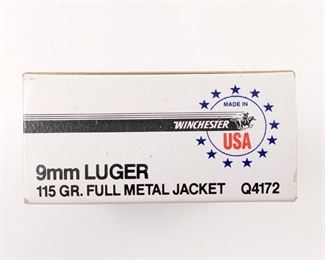 MADE IN
WINCHESTER
USA
9mm LUGER
115 GR. FULL METAL JACKET Q4172